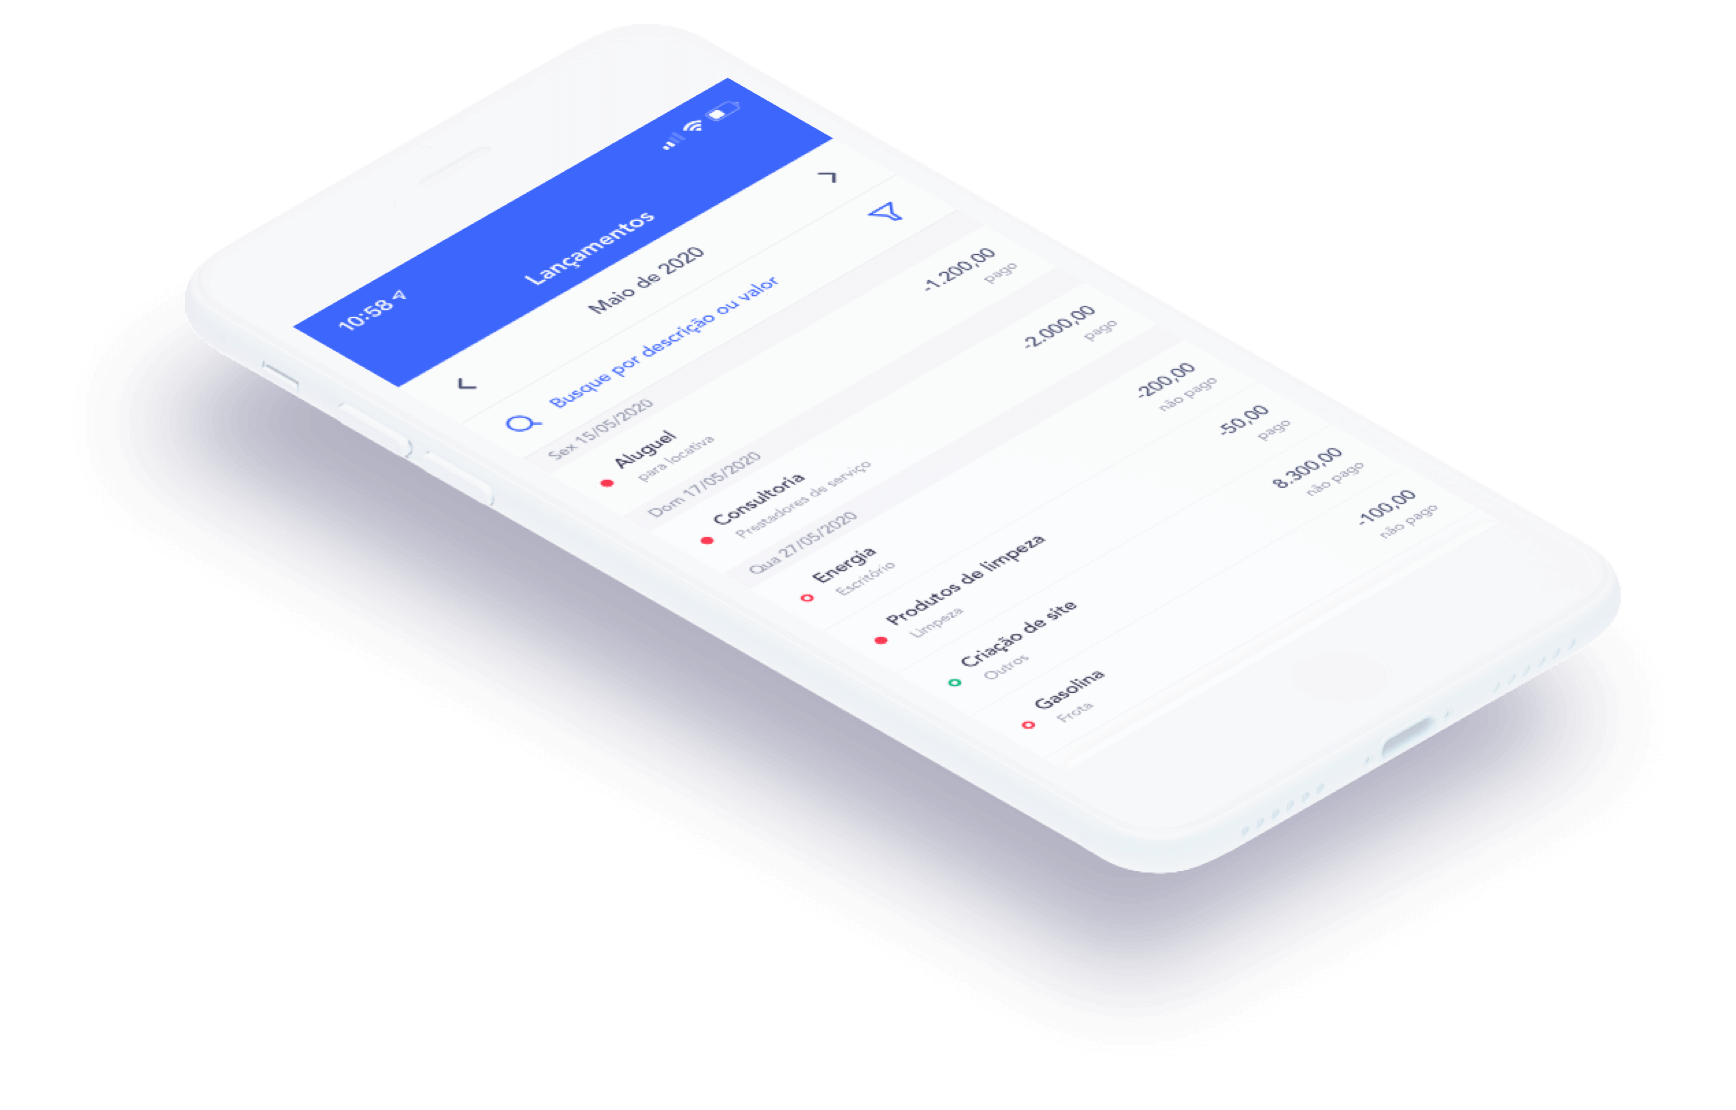 10:58
Lançamentos
Maio de 2020
Busque por descrição ou valor
Sex 15/05/2020
Aluguel -1.200,00
para locativa pago
Dom 17/05/2020
Consultoria -2.000,00
Prestadores de serviço pago
Qua 27/05/2020
Energia -200,00
Escritório não pago
Produtos de limpeza -50,00
Limpeza pago
Criação de site 8.300,00
Outros não pago
Gasolina -100,00
Frota não pago